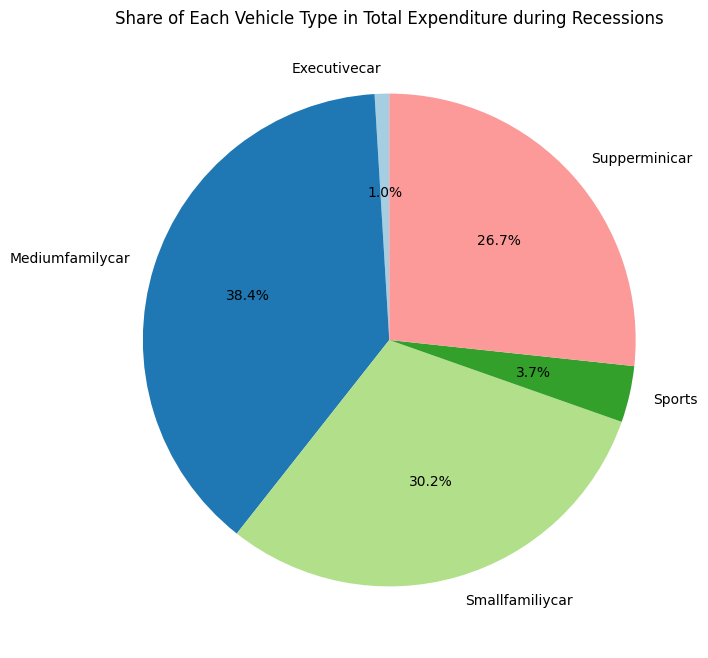 Share of Each Vehicle Type in Total Expenditure during Recessions
Executivecar
Supperminicar
1.0%
26.7%
Mediumfamilycar
38.4%
3.7%
Sports
30.2%
Smallfamiliycar